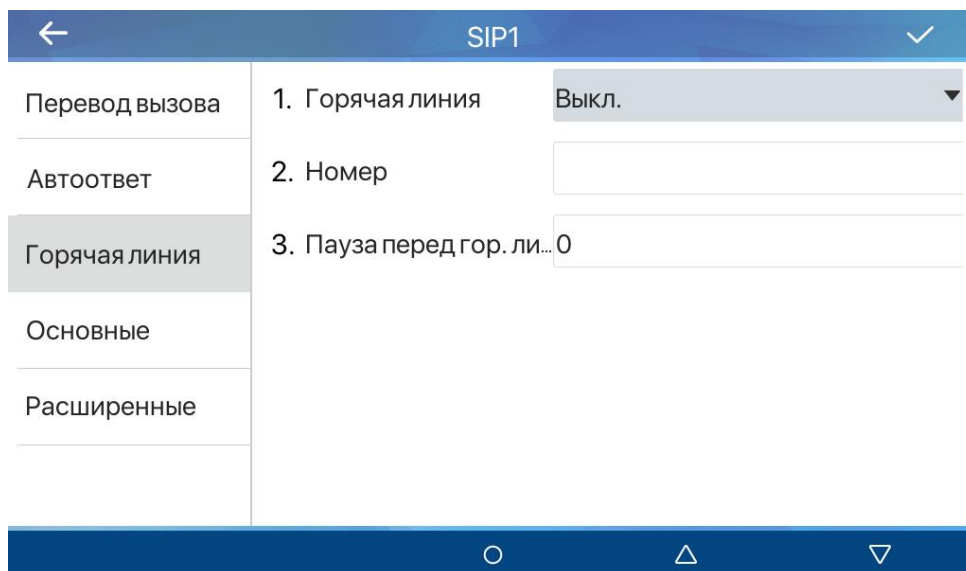 SIP1
Перевод вызова
Автоответ
Горячая линия
Основные
Расширенные
1. Горячая линия Выкл.
2. Номер
3. Пауза перед гор. ли... 0